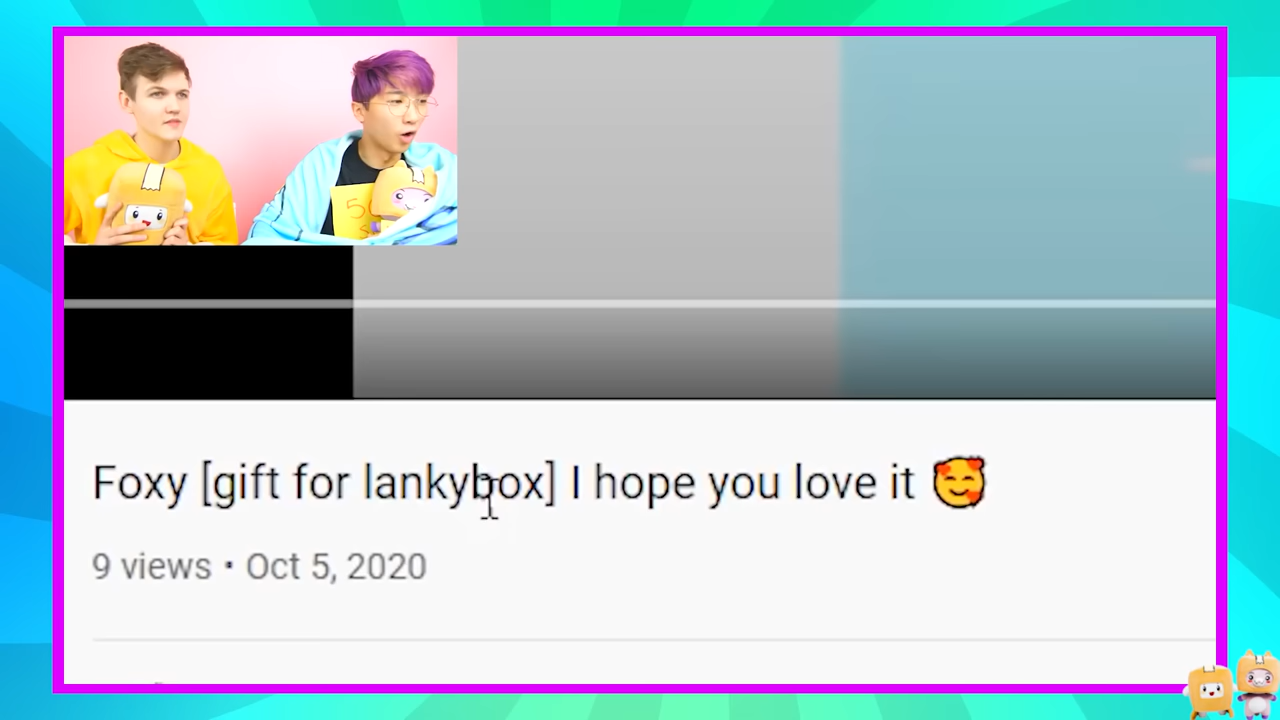 Foxy [gift for lankybox] I hope you love it 🥰
9 views • Oct 5, 2020